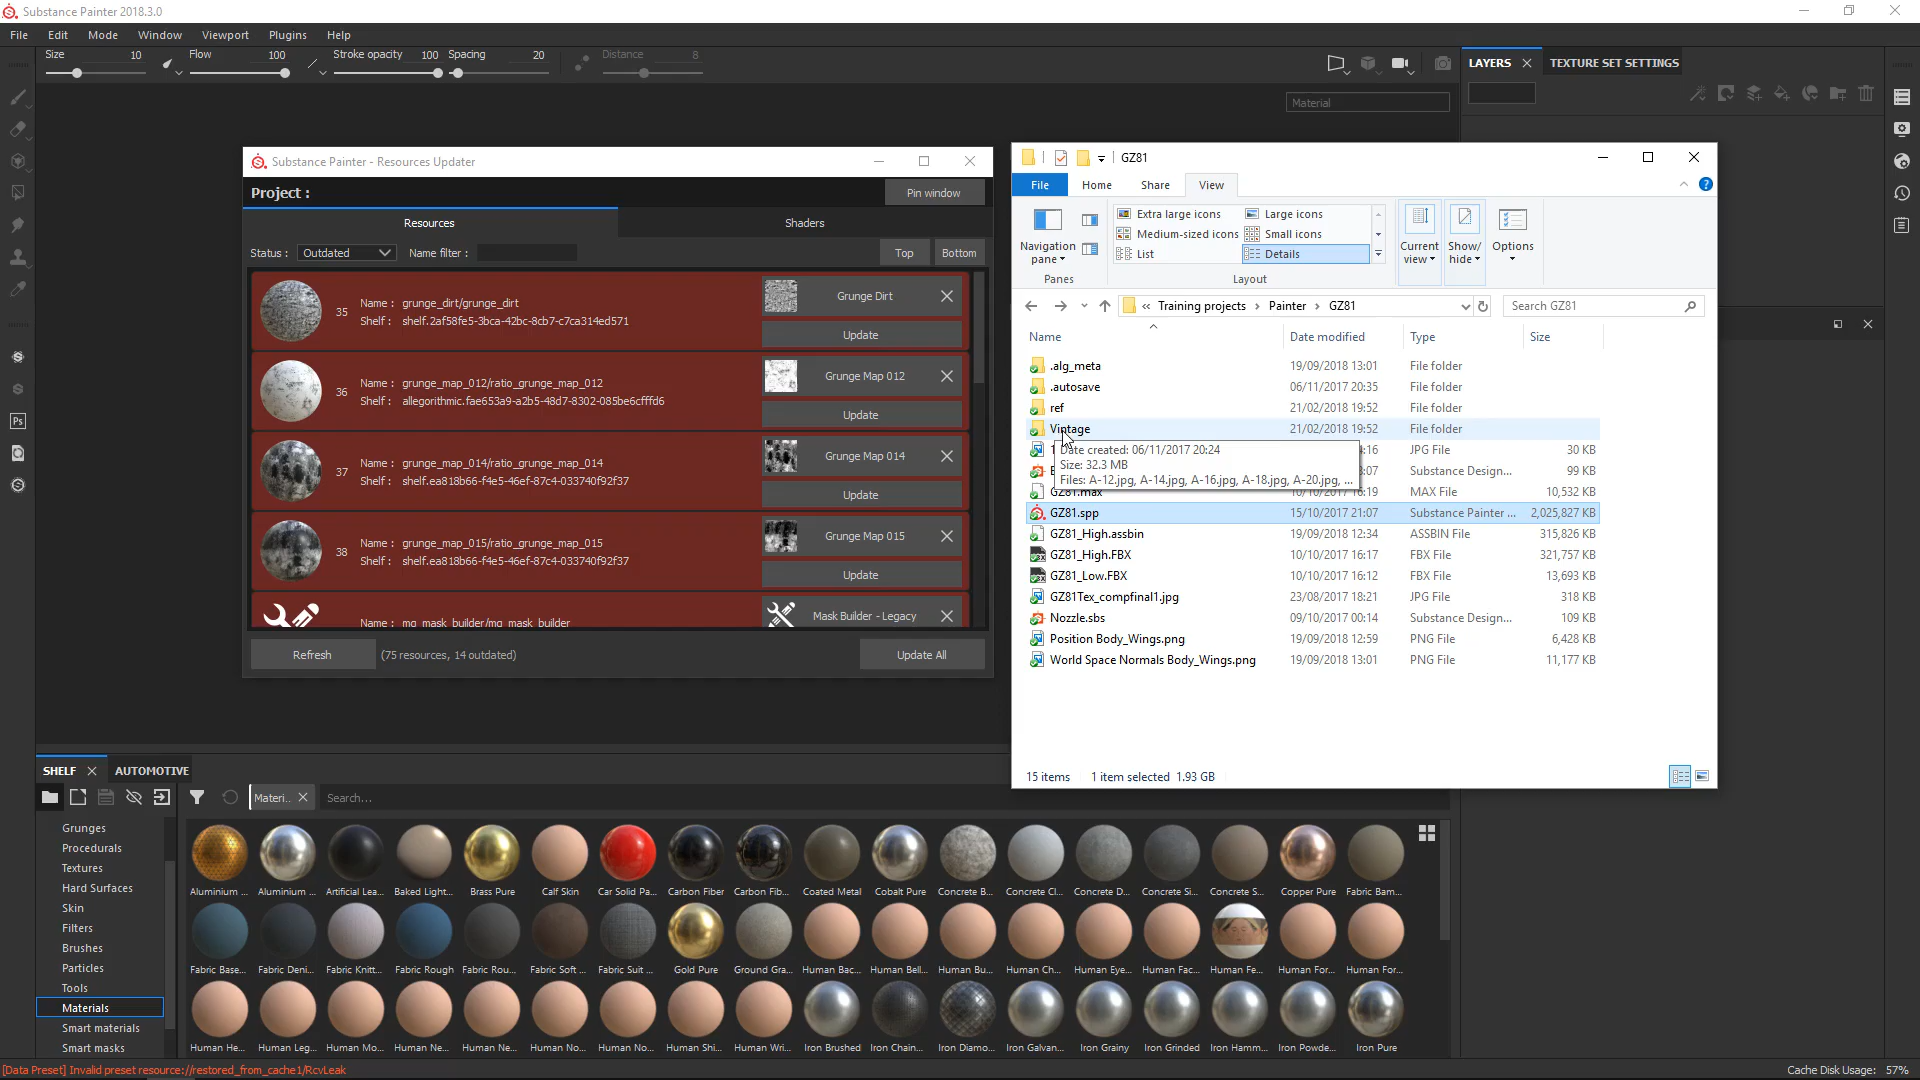 Substance Painter 2018.3.0
File Edit Mode Window Viewport Plugins Help
Size 10 Flow 100 Stroke opacity 100 Spacing 20 Distance 8
Material
LAYERS TEXTURE SET SETTINGS
Substance Painter - Resources Updater
Project :
Pin window
Resources Shaders
Status : Outdated Name filter : Top Bottom
35 Name : grunge_dirt/grunge_dirt
Shelf : shelf.2af58fe5-3bca-42bc-8cb7-c7ca314ed571
Grunge Dirt
Update
36 Name : grunge_map_012/ratio_grunge_map_012
Shelf : allegorithmic.fae653a9-a2b5-48d7-8302-085be6cfffd6
Grunge Map 012
Update
37 Name : grunge_map_014/ratio_grunge_map_014
Shelf : shelf.ea818b66-f4e5-46ef-87c4-033740f92f37
Grunge Map 014
Update
38 Name : grunge_map_015/ratio_grunge_map_015
Shelf : shelf.ea818b66-f4e5-46ef-87c4-033740f92f37
Grunge Map 015
Update
Name : mg_mask_builder/mg_mask_builder
Mask Builder - Legacy
Refresh (75 resources, 14 outdated) Update All
GZ81
File Home Share View
Navigation pane
Extra large icons Large icons
Medium-sized icons Small icons
List Details
Current view Show/hide Options
Panes Layout
« Training projects › Painter › GZ81
Search GZ81
Name Date modified Type Size
.alg_meta 19/09/2018 13:01 File folder
.autosave 06/11/2017 20:35 File folder
ref 21/02/2018 19:52 File folder
Vintage 21/02/2018 19:52 File folder
Date created: 06/11/2017 20:24
Size: 32.3 MB
Files: A-12.jpg, A-14.jpg, A-16.jpg, A-18.jpg, A-20.jpg, ...
JPG File 30 KB
Substance Design... 99 KB
GZ81.max MAX File 10,532 KB
GZ81.spp 15/10/2017 21:07 Substance Painter ... 2,025,827 KB
GZ81_High.assbin 19/09/2018 12:34 ASSBIN File 315,826 KB
GZ81_High.FBX 10/10/2017 16:17 FBX File 321,757 KB
GZ81_Low.FBX 10/10/2017 16:12 FBX File 13,693 KB
GZ81Tex_compfinal1.jpg 23/08/2017 18:21 JPG File 318 KB
Nozzle.sbs 09/10/2017 00:14 Substance Design... 109 KB
Position Body_Wings.png 19/09/2018 12:59 PNG File 6,428 KB
World Space Normals Body_Wings.png 19/09/2018 13:01 PNG File 11,177 KB
15 items 1 item selected 1.93 GB
SHELF AUTOMOTIVE
Materi.. Search...
Grunges
Procedurals
Textures
Hard Surfaces
Skin
Filters
Brushes
Particles
Tools
Materials
Smart materials
Smart masks
Ps
Aluminium ... Aluminium ... Artificial Lea... Baked Light... Brass Pure Calf Skin Car Solid Pa... Carbon Fiber Carbon Fib... Coated Metal Cobalt Pure Concrete B... Concrete Cl... Concrete D... Concrete Si... Concrete S... Copper Pure Fabric Bam...
Fabric Base... Fabric Deni... Fabric Knitt... Fabric Rough Fabric Rou... Fabric Soft ... Fabric Suit ... Gold Pure Ground Gra... Human Bac... Human Bell... Human Bu... Human Ch... Human Eye... Human Fac... Human Fe... Human For... Human For...
Human He... Human Leg... Human Mo... Human Ne... Human Ne... Human No... Human No... Human Shi... Human Wri... Iron Brushed Iron Chain... Iron Diamo... Iron Galvan... Iron Grainy Iron Grinded Iron Hamm... Iron Powde... Iron Pure
[Data Preset] Invalid preset resource://restored_from_cache1/RcvLeak
Cache Disk Usage: 57%